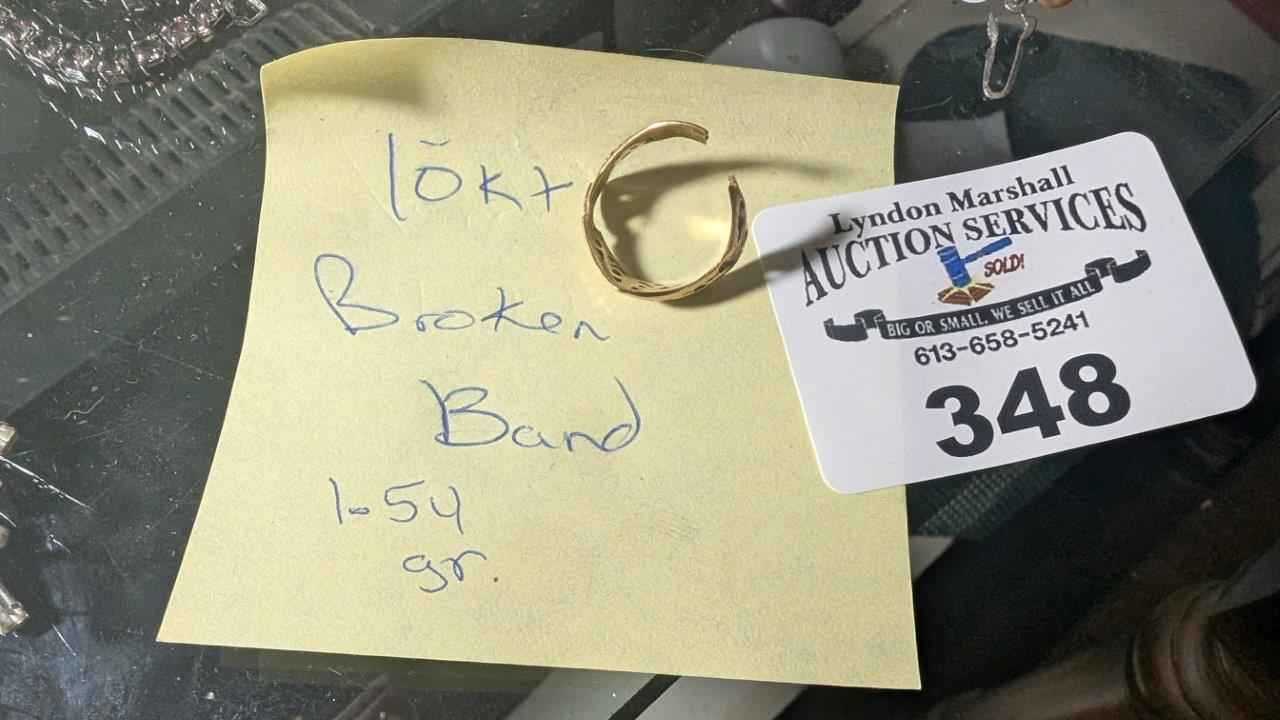 10kt
Broken
Band
1.54
gr.
Lyndon Marshall
AUCTION SERVICES
SOLD!
BIG OR SMALL, WE SELL IT ALL
613-658-5241
348